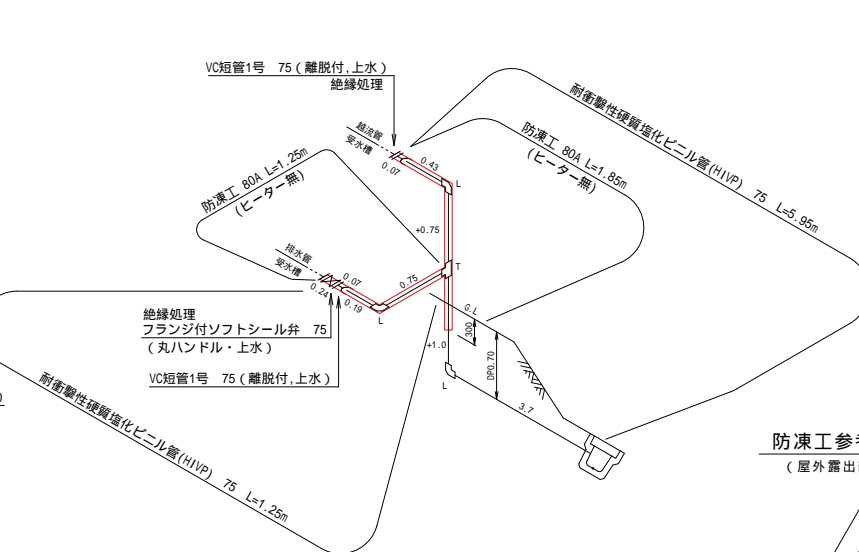 VC短管1号 75(離脱付,上水)
絶縁処理
越流管
受水槽
0.07
0.43
L
耐衝撃性硬質塩化ビニル管(HIVP) 75 L=5.95m
防凍工 80A L=1.85m
(ヒーター無)
防凍工 80A L=1.25m
(ヒーター無)
+0.75
排水管
受水槽
0.07
0.24
0.19
0.75
T
L
G.L
300
+1.0
DP0.70
L
3.7
絶縁処理
フランジ付ソフトシール弁 75
(丸ハンドル・上水)
VC短管1号 75(離脱付,上水)
耐衝撃性硬質塩化ビニル管(HIVP) 75 L=1.25m
防凍工参
(屋外露出